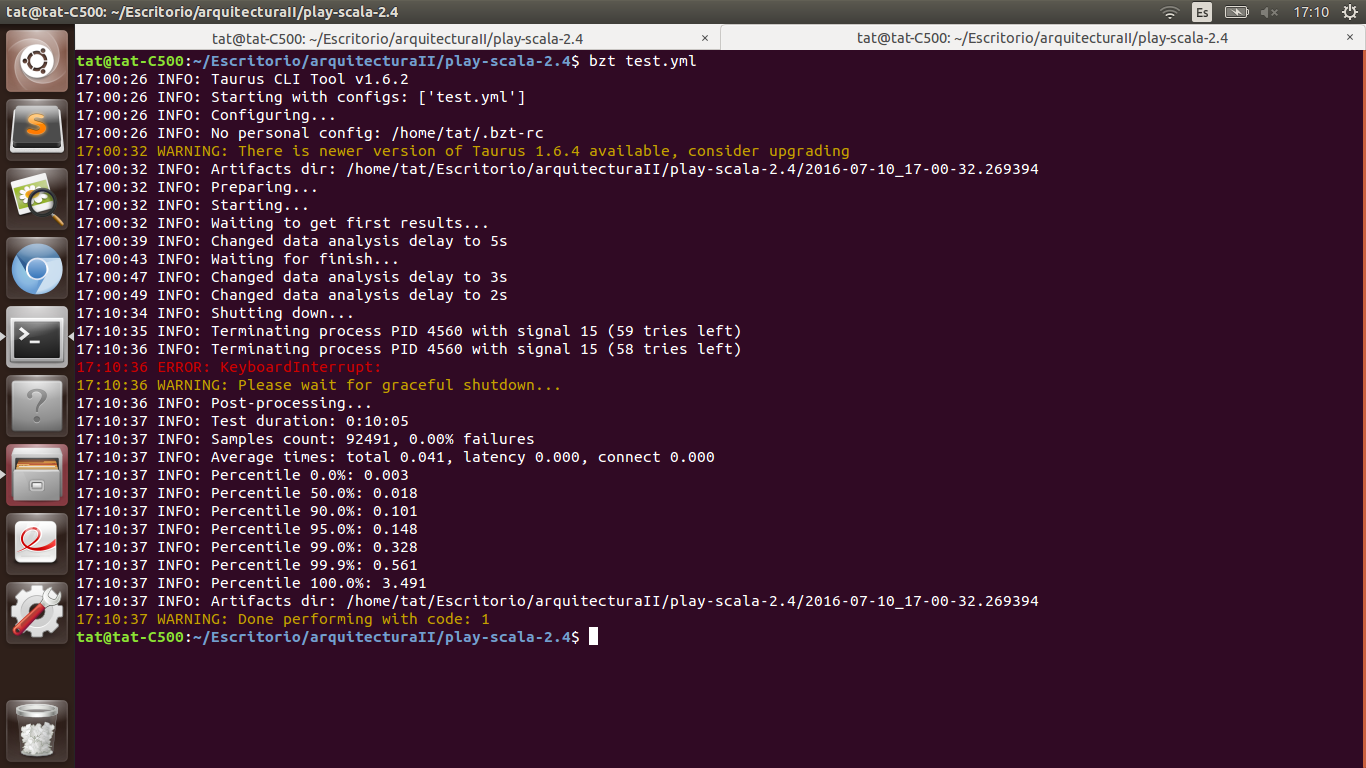 tat@tat-C500: ~/Escritorio/arquitecturaII/play-scala-2.4
Es
17:10
tat@tat-C500: ~/Escritorio/arquitecturaII/play-scala-2.4 ×
tat@tat-C500: ~/Escritorio/arquitecturaII/play-scala-2.4 ×
tat@tat-C500:~/Escritorio/arquitecturaII/play-scala-2.4$ bzt test.yml
17:00:26 INFO: Taurus CLI Tool v1.6.2
17:00:26 INFO: Starting with configs: ['test.yml']
17:00:26 INFO: Configuring...
17:00:26 INFO: No personal config: /home/tat/.bzt-rc
17:00:32 WARNING: There is newer version of Taurus 1.6.4 available, consider upgrading
17:00:32 INFO: Artifacts dir: /home/tat/Escritorio/arquitecturaII/play-scala-2.4/2016-07-10_17-00-32.269394
17:00:32 INFO: Preparing...
17:00:32 INFO: Starting...
17:00:32 INFO: Waiting to get first results...
17:00:39 INFO: Changed data analysis delay to 5s
17:00:43 INFO: Waiting for finish...
17:00:47 INFO: Changed data analysis delay to 3s
17:00:49 INFO: Changed data analysis delay to 2s
17:10:34 INFO: Shutting down...
17:10:35 INFO: Terminating process PID 4560 with signal 15 (59 tries left)
17:10:36 INFO: Terminating process PID 4560 with signal 15 (58 tries left)
17:10:36 ERROR: KeyboardInterrupt:
17:10:36 WARNING: Please wait for graceful shutdown...
17:10:36 INFO: Post-processing...
17:10:37 INFO: Test duration: 0:10:05
17:10:37 INFO: Samples count: 92491, 0.00% failures
17:10:37 INFO: Average times: total 0.041, latency 0.000, connect 0.000
17:10:37 INFO: Percentile 0.0%: 0.003
17:10:37 INFO: Percentile 50.0%: 0.018
17:10:37 INFO: Percentile 90.0%: 0.101
17:10:37 INFO: Percentile 95.0%: 0.148
17:10:37 INFO: Percentile 99.0%: 0.328
17:10:37 INFO: Percentile 99.9%: 0.561
17:10:37 INFO: Percentile 100.0%: 3.491
17:10:37 INFO: Artifacts dir: /home/tat/Escritorio/arquitecturaII/play-scala-2.4/2016-07-10_17-00-32.269394
17:10:37 WARNING: Done performing with code: 1
tat@tat-C500:~/Escritorio/arquitecturaII/play-scala-2.4$